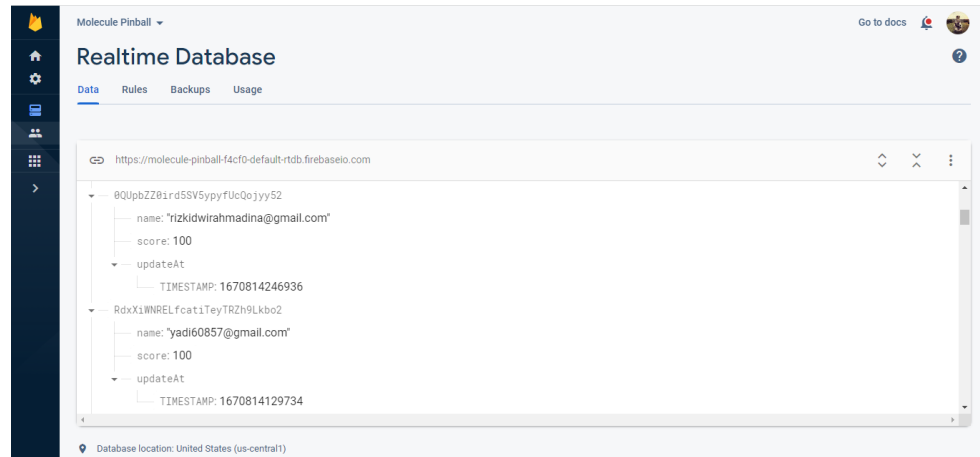 Molecule Pinball
Go to docs
Realtime Database
Data Rules Backups Usage
https://molecule-pinball-f4cf0-default-rtdb.firebaseio.com
0QUpbZZ0ird5SV5ypyfUcQojyy52
name: "rizkidwirahmadina@gmail.com"
score: 100
updateAt
TIMESTAMP: 1670814246936
RdxXiWNRELfcatiTeyTRZh9Lkbo2
name: "yadi60857@gmail.com"
score: 100
updateAt
TIMESTAMP: 1670814129734
Database location: United States (us-central1)